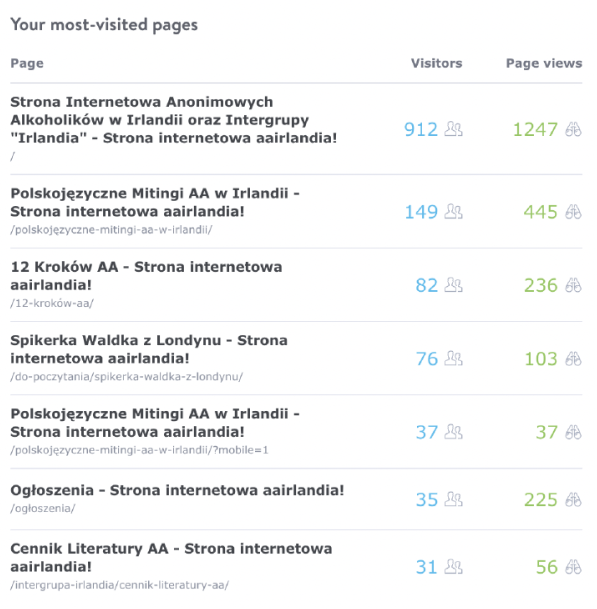 Your most-visited pages
Page Visitors Page views
Strona Internetowa Anonimowych
Alkoholików w Irlandii oraz Intergrupy
"Irlandia" - Strona internetowa aairlandia!
/
912 1247
Polskojęzyczne Mitingi AA w Irlandii -
Strona internetowa aairlandia!
/polskojęzyczne-mitingi-aa-w-irlandii/
149 445
12 Kroków AA - Strona internetowa
aairlandia!
/12-kroków-aa/
82 236
Spikerka Waldka z Londynu - Strona
internetowa aairlandia!
/do-poczytania/spikerka-waldka-z-londynu/
76 103
Polskojęzyczne Mitingi AA w Irlandii -
Strona internetowa aairlandia!
/polskojęzyczne-mitingi-aa-w-irlandii/?mobile=1
37 37
Ogłoszenia - Strona internetowa aairlandia!
/ogłoszenia/
35 225
Cennik Literatury AA - Strona internetowa
aairlandia!
/intergrupa-irlandia/cennik-literatury-aa/
31 56